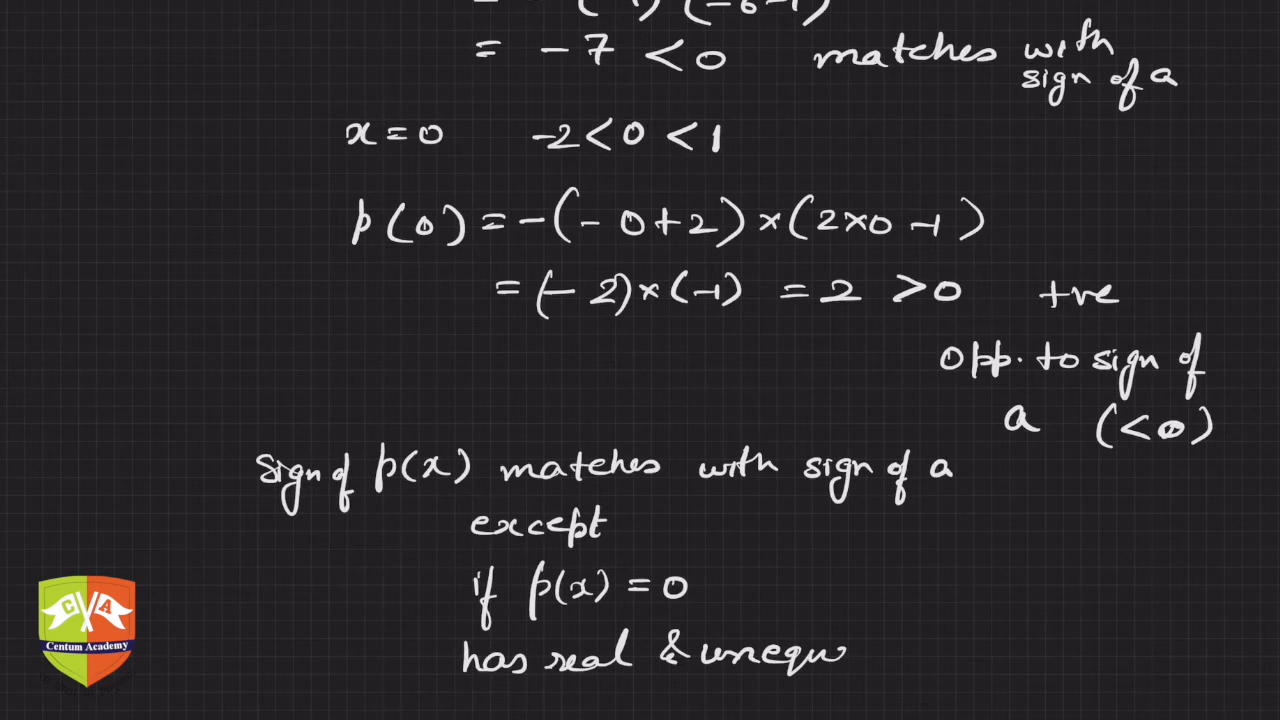 = - 7 < 0 matches with sign of a
x = 0 -2 < 0 < 1
p(0) = -(- 0 + 2) × (2×0 - 1)
= (- 2) × (-1) = 2 > 0 +ve
opp. to sign of
a (< 0)
sign of p(x) matches with sign of a
except
if p(x) = 0
has real & unequ
C A
Centum Academy